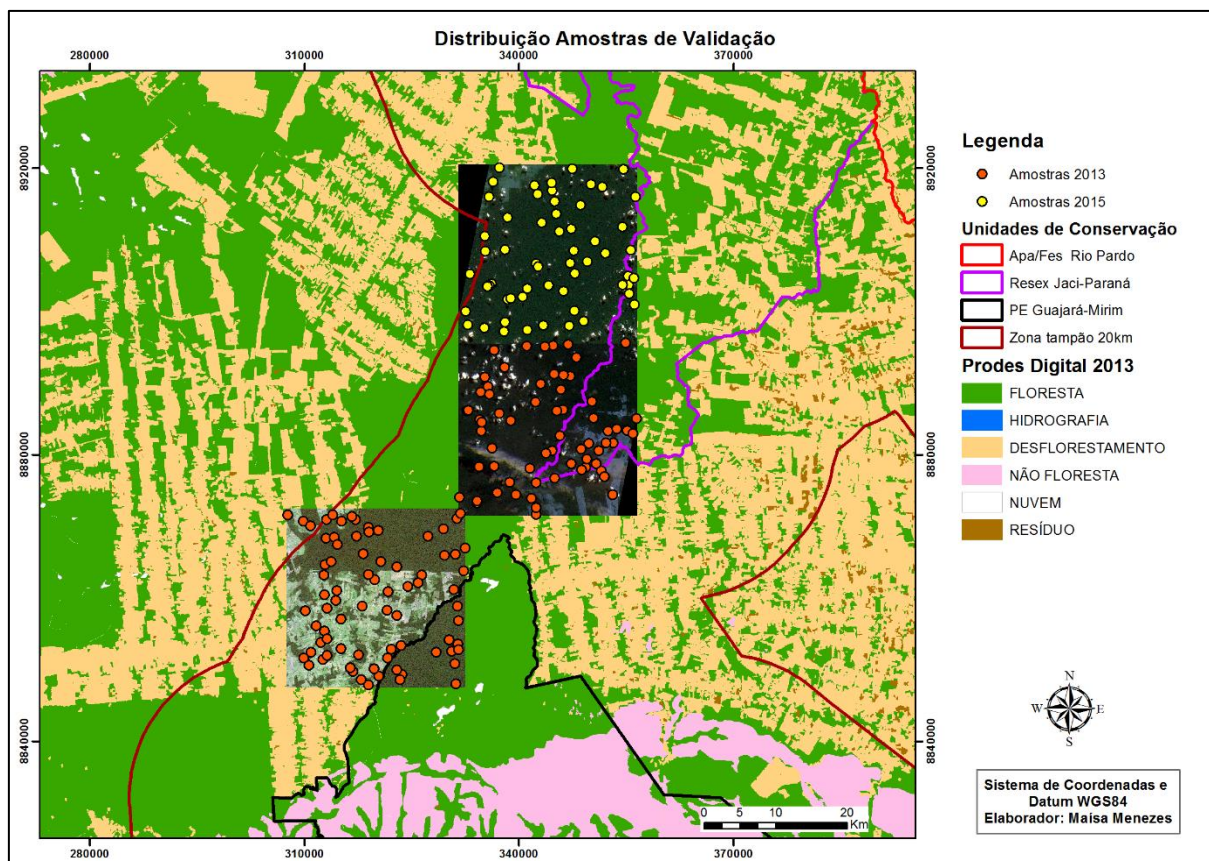 Distribuição Amostras de Validação
280000 310000 340000 370000
8920000 8920000
8880000 8880000
8840000 8840000
280000 310000 340000 370000
0 5 10 20
Km
Legenda
Amostras 2013
Amostras 2015
Unidades de Conservação
Apa/Fes Rio Pardo
Resex Jaci-Paraná
PE Guajará-Mirim
Zona tampão 20km
Prodes Digital 2013
FLORESTA
HIDROGRAFIA
DESFLORESTAMENTO
NÃO FLORESTA
NUVEM
RESÍDUO
N
W E
S
Sistema de Coordenadas e
Datum WGS84
Elaborador: Maisa Menezes